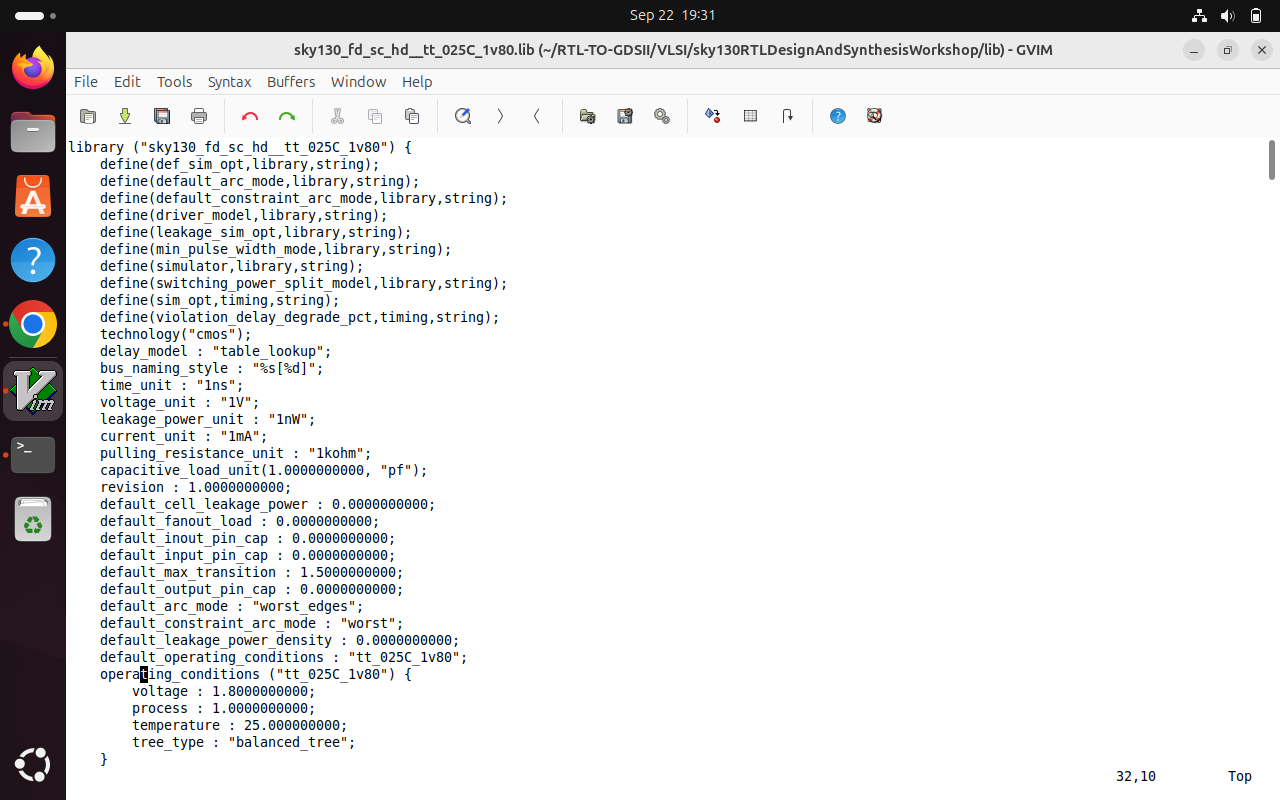 Sep 22 19:31
sky130_fd_sc_hd__tt_025C_1v80.lib (~/RTL-TO-GDSII/VLSI/sky130RTLDesignAndSynthesisWorkshop/lib) - GVIM
File Edit Tools Syntax Buffers Window Help
library ("sky130_fd_sc_hd__tt_025C_1v80") {
    define(def_sim_opt,library,string);
    define(default_arc_mode,library,string);
    define(default_constraint_arc_mode,library,string);
    define(driver_model,library,string);
    define(leakage_sim_opt,library,string);
    define(min_pulse_width_mode,library,string);
    define(simulator,library,string);
    define(switching_power_split_model,library,string);
    define(sim_opt,timing,string);
    define(violation_delay_degrade_pct,timing,string);
    technology("cmos");
    delay_model : "table_lookup";
    bus_naming_style : "%s[%d]";
    time_unit : "1ns";
    voltage_unit : "1V";
    leakage_power_unit : "1nW";
    current_unit : "1mA";
    pulling_resistance_unit : "1kohm";
    capacitive_load_unit(1.0000000000, "pf");
    revision : 1.0000000000;
    default_cell_leakage_power : 0.0000000000;
    default_fanout_load : 0.0000000000;
    default_inout_pin_cap : 0.0000000000;
    default_input_pin_cap : 0.0000000000;
    default_max_transition : 1.5000000000;
    default_output_pin_cap : 0.0000000000;
    default_arc_mode : "worst_edges";
    default_constraint_arc_mode : "worst";
    default_leakage_power_density : 0.0000000000;
    default_operating_conditions : "tt_025C_1v80";
    operating_conditions ("tt_025C_1v80") {
        voltage : 1.8000000000;
        process : 1.0000000000;
        temperature : 25.000000000;
        tree_type : "balanced_tree";
    }
32,10 Top